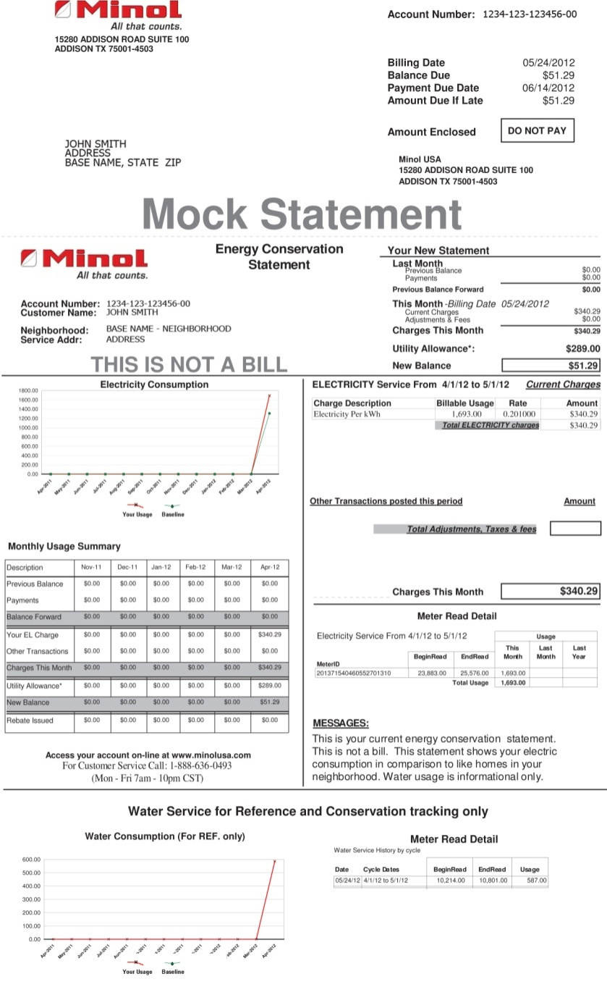 Minol
All that counts.
15280 ADDISON ROAD SUITE 100
ADDISON TX 75001-4503
Account Number: 1234-123-123456-00
Billing Date 05/24/2012
Balance Due $51.29
Payment Due Date 06/14/2012
Amount Due If Late $51.29
Amount Enclosed DO NOT PAY
JOHN SMITH
ADDRESS
BASE NAME, STATE ZIP
Minol USA
15280 ADDISON ROAD SUITE 100
ADDISON TX 75001-4503
Mock Statement
Minol
All that counts.
Energy Conservation
Statement
Account Number: 1234-123-123456-00
Customer Name: JOHN SMITH
Neighborhood: BASE NAME - NEIGHBORHOOD
Service Addr: ADDRESS
THIS IS NOT A BILL
Your New Statement
Last Month
Previous Balance $0.00
Payments $0.00
Previous Balance Forward $0.00
This Month -Billing Date 05/24/2012
Current Charges $340.29
Adjustments & Fees $0.00
Charges This Month $340.29
Utility Allowance*: $289.00
New Balance $51.29
Electricity Consumption
1800.00
1600.00
1400.00
1200.00
1000.00
800.00
600.00
400.00
200.00
0.00
Apr-2011 May-2011 Jun-2011 Jul-2011 Aug-2011 Sep-2011 Oct-2011 Nov-2011 Dec-2011 Jan-2012 Feb-2012 Mar-2012 Apr-2012
Your Usage Baseline
Monthly Usage Summary
Description Nov-11 Dec-11 Jan-12 Feb-12 Mar-12 Apr-12
Previous Balance $0.00 $0.00 $0.00 $0.00 $0.00 $0.00
Payments $0.00 $0.00 $0.00 $0.00 $0.00 $0.00
Balance Forward $0.00 $0.00 $0.00 $0.00 $0.00 $0.00
Your EL Charge $0.00 $0.00 $0.00 $0.00 $0.00 $340.29
Other Transactions $0.00 $0.00 $0.00 $0.00 $0.00 $0.00
Charges This Month $0.00 $0.00 $0.00 $0.00 $0.00 $340.29
Utility Allowance* $0.00 $0.00 $0.00 $0.00 $0.00 $289.00
New Balance $0.00 $0.00 $0.00 $0.00 $0.00 $51.29
Rebate Issued $0.00 $0.00 $0.00 $0.00 $0.00 $0.00
Access your account on-line at www.minolusa.com
For Customer Service Call: 1-888-636-0493
(Mon - Fri 7am - 10pm CST)
ELECTRICITY Service From 4/1/12 to 5/1/12 Current Charges
Charge Description Billable Usage Rate Amount
Electricity Per kWh 1,693.00 0.201000 $340.29
Total ELECTRICITY charges $340.29
Other Transactions posted this period Amount
Total Adjustments, Taxes & fees
Charges This Month $340.29
Meter Read Detail
Electricity Service From 4/1/12 to 5/1/12 Usage
MeterID BeginRead EndRead This Month Last Month Last Year
201371540460552701310 23,883.00 25,576.00 1,693.00
Total Usage 1,693.00
MESSAGES:
This is your current energy conservation statement.
This is not a bill. This statement shows your electric
consumption in comparison to like homes in your
neighborhood. Water usage is informational only.
Water Service for Reference and Conservation tracking only
Water Consumption (For REF. only)
600.00
500.00
400.00
300.00
200.00
100.00
0.00
Apr-2011 May-2011 Jun-2011 Jul-2011 Mar-2012 Apr-2012
Your Usage Baseline
Meter Read Detail
Water Service History by cycle
Date Cycle Dates BeginRead EndRead Usage
05/24/12 4/1/12 to 5/1/12 10,214.00 10,801.00 587.00